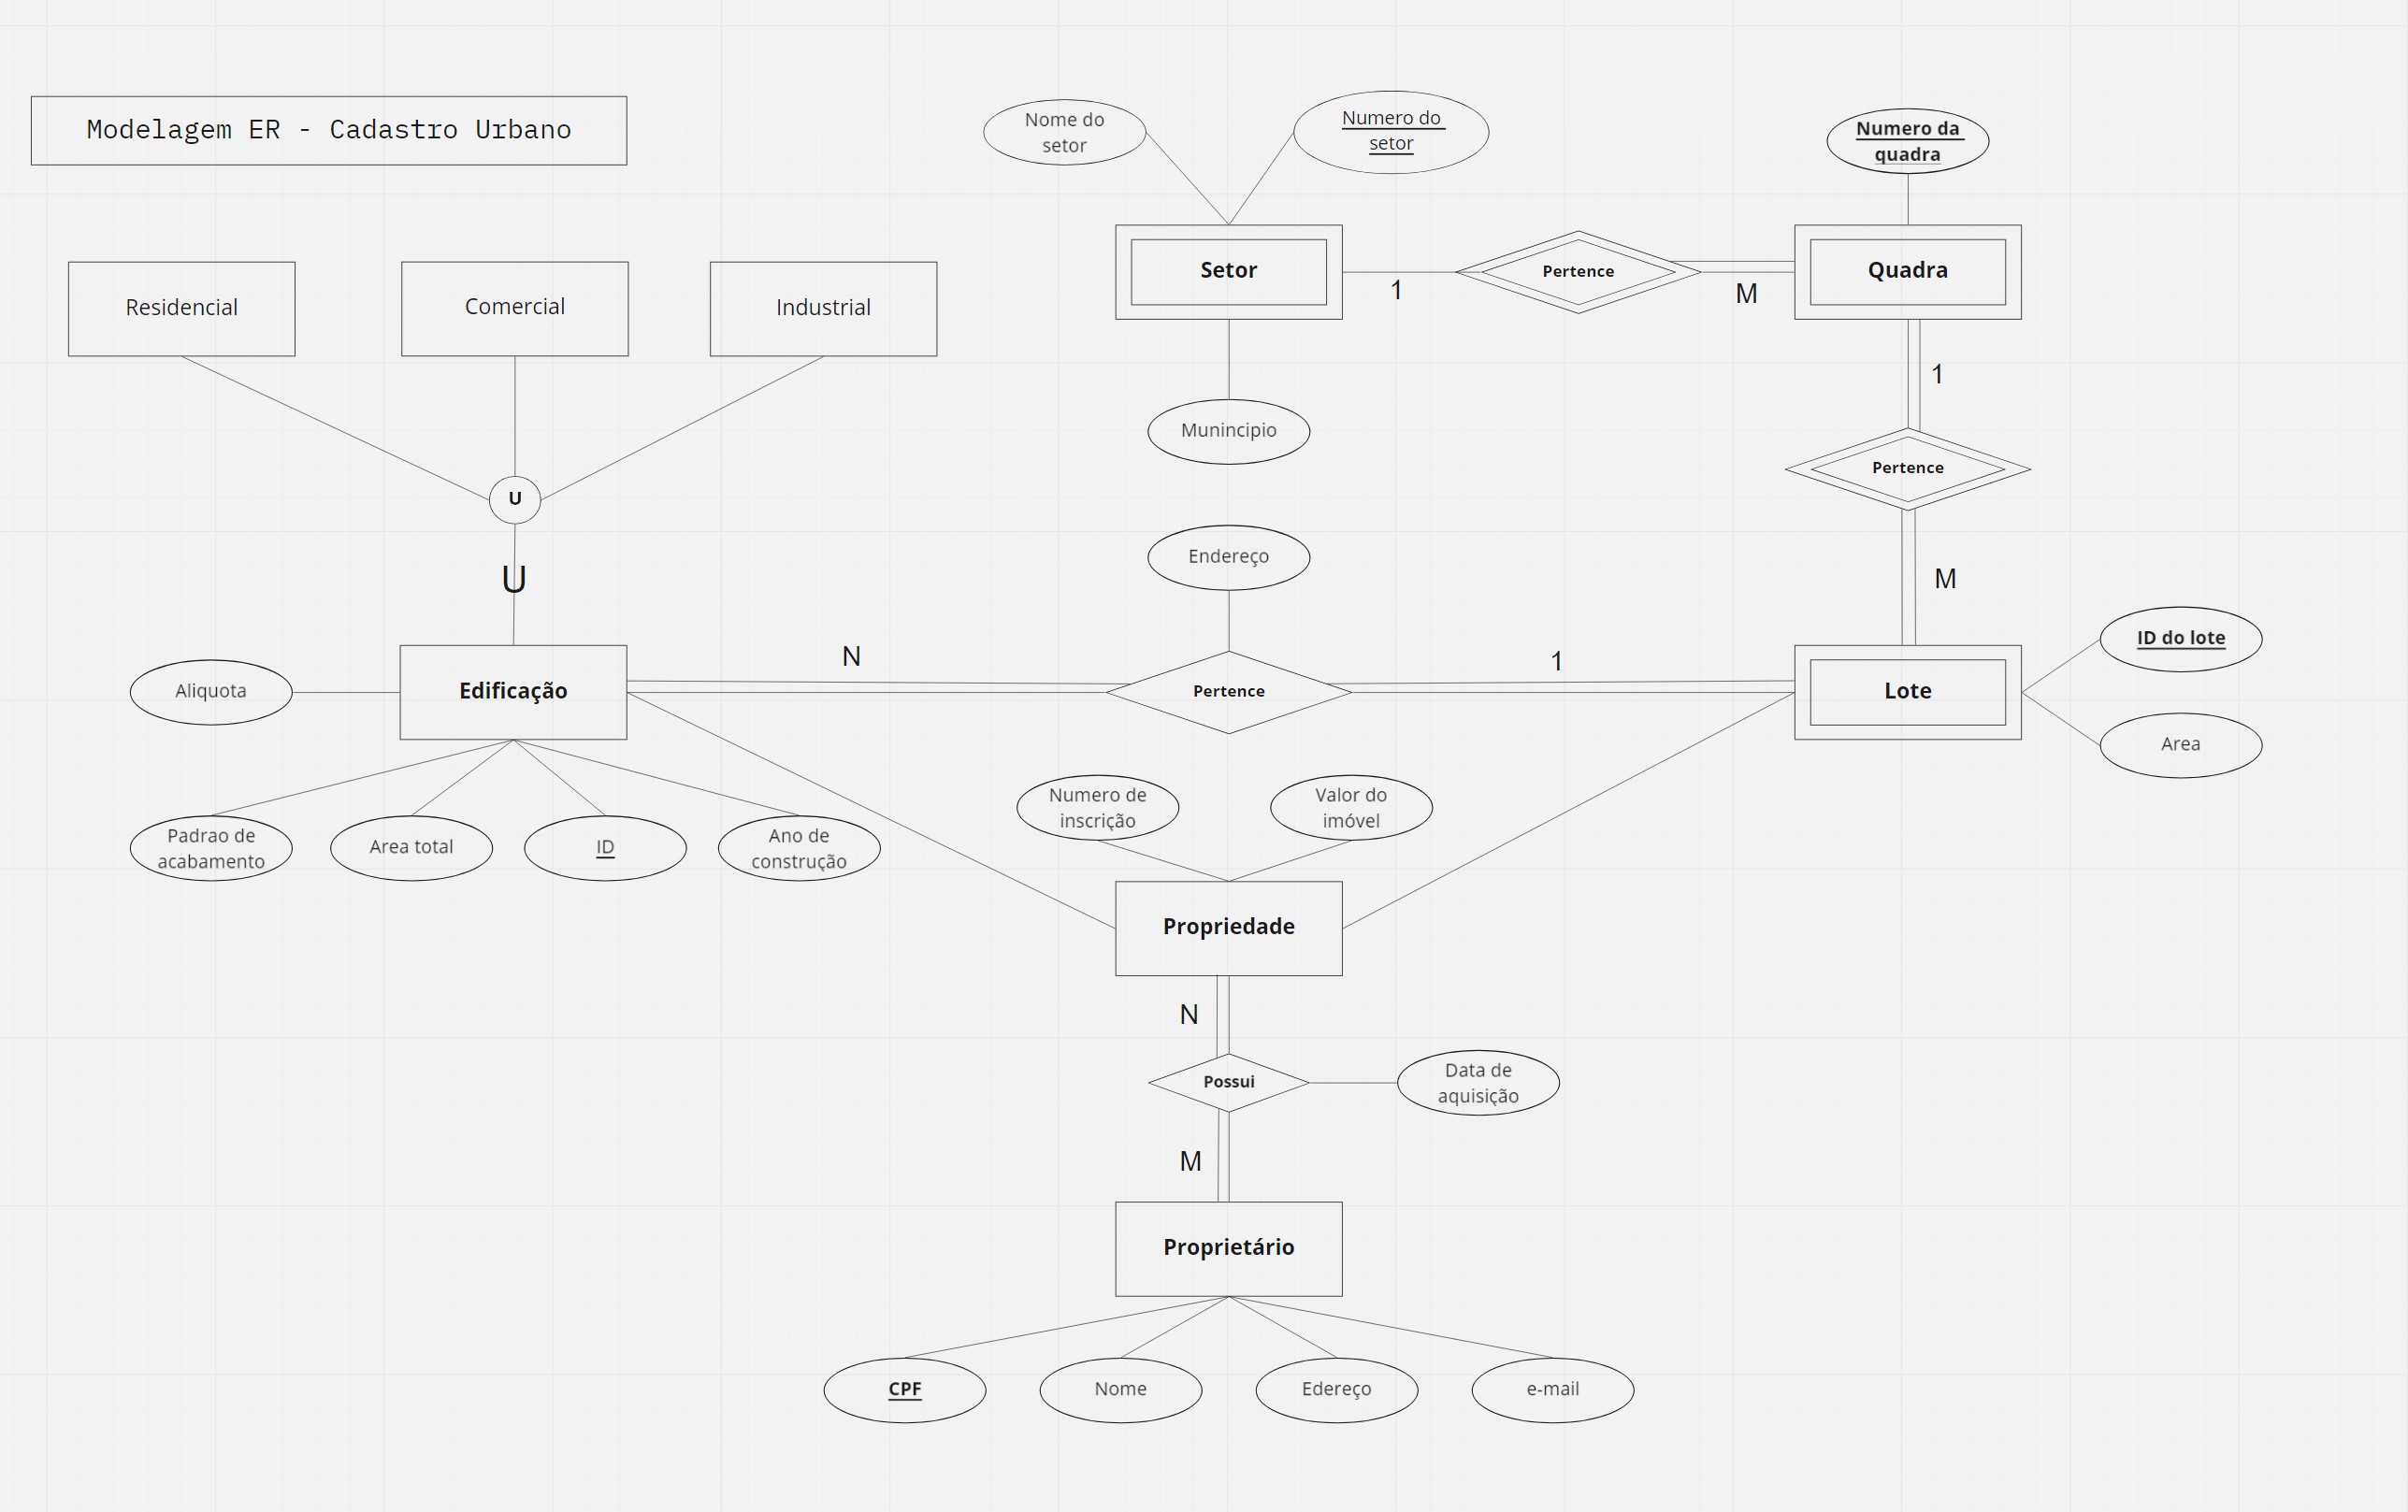 Modelagem ER - Cadastro Urbano
Nome do
setor
Numero do
setor
Numero da
quadra
Residencial
Comercial
Industrial
Setor
Pertence
Quadra
1
M
1
Munincipio
Pertence
U
U
Endereço
M
N
1
ID do lote
Aliquota
Edificação
Pertence
Lote
Area
Padrao de
acabamento
Area total
ID
Ano de
construção
Numero de
inscrição
Valor do
imóvel
Propriedade
N
Possui
Data de
aquisição
M
Proprietário
CPF
Nome
Edereço
e-mail